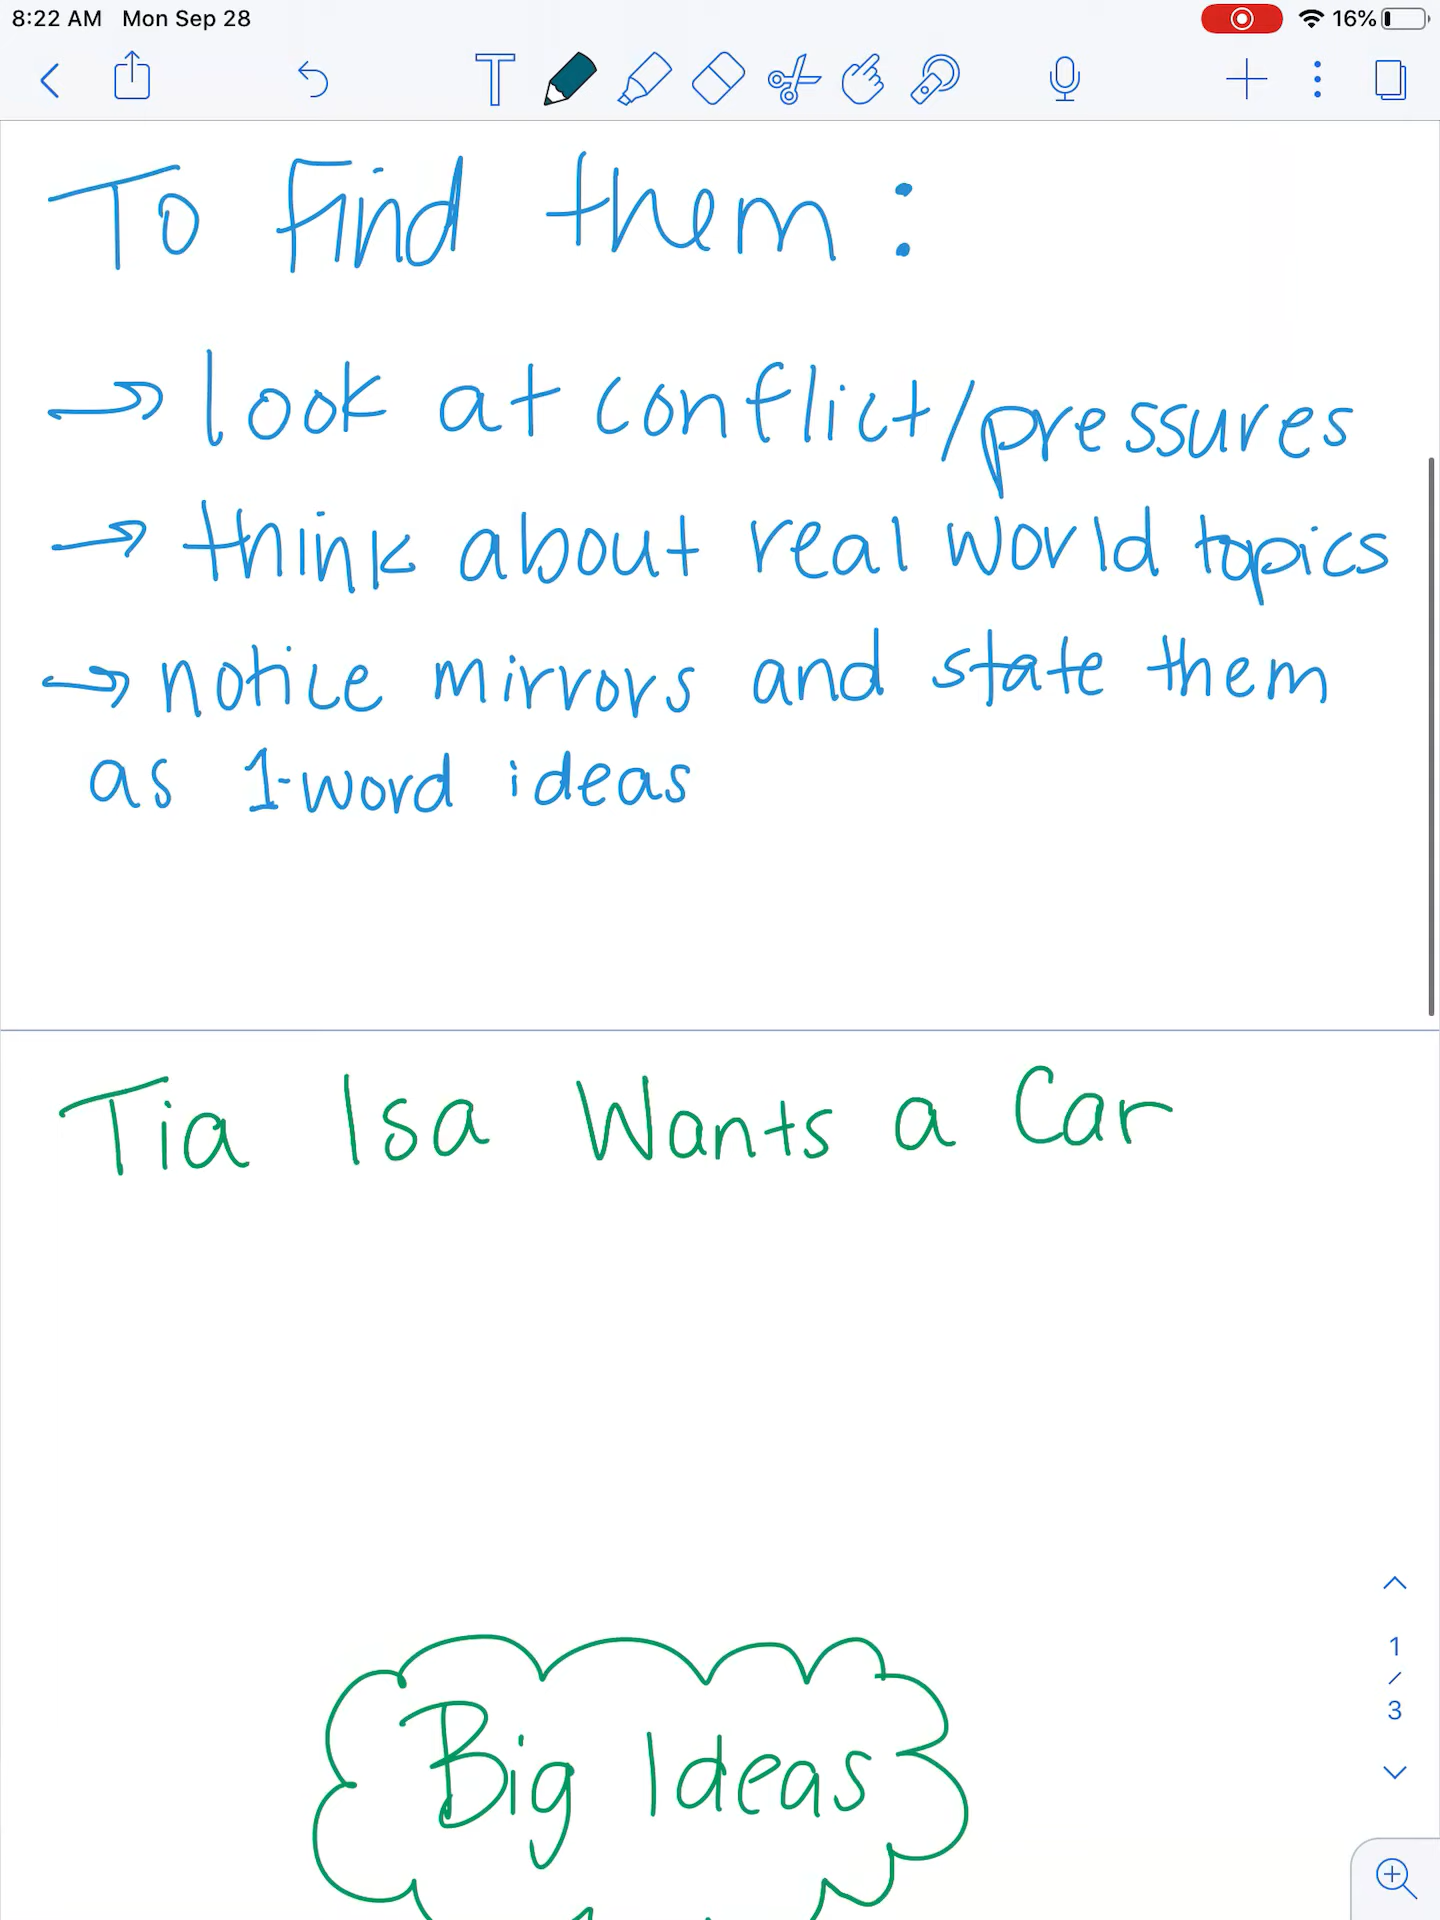 8:22 AM Mon Sep 28 16%
T
To Find them:
→ look at conflict/pressures
→ think about real world topics
→ notice mirrors and state them
as 1-word ideas
Tia Isa Wants a Car
1
/
3
Big Ideas